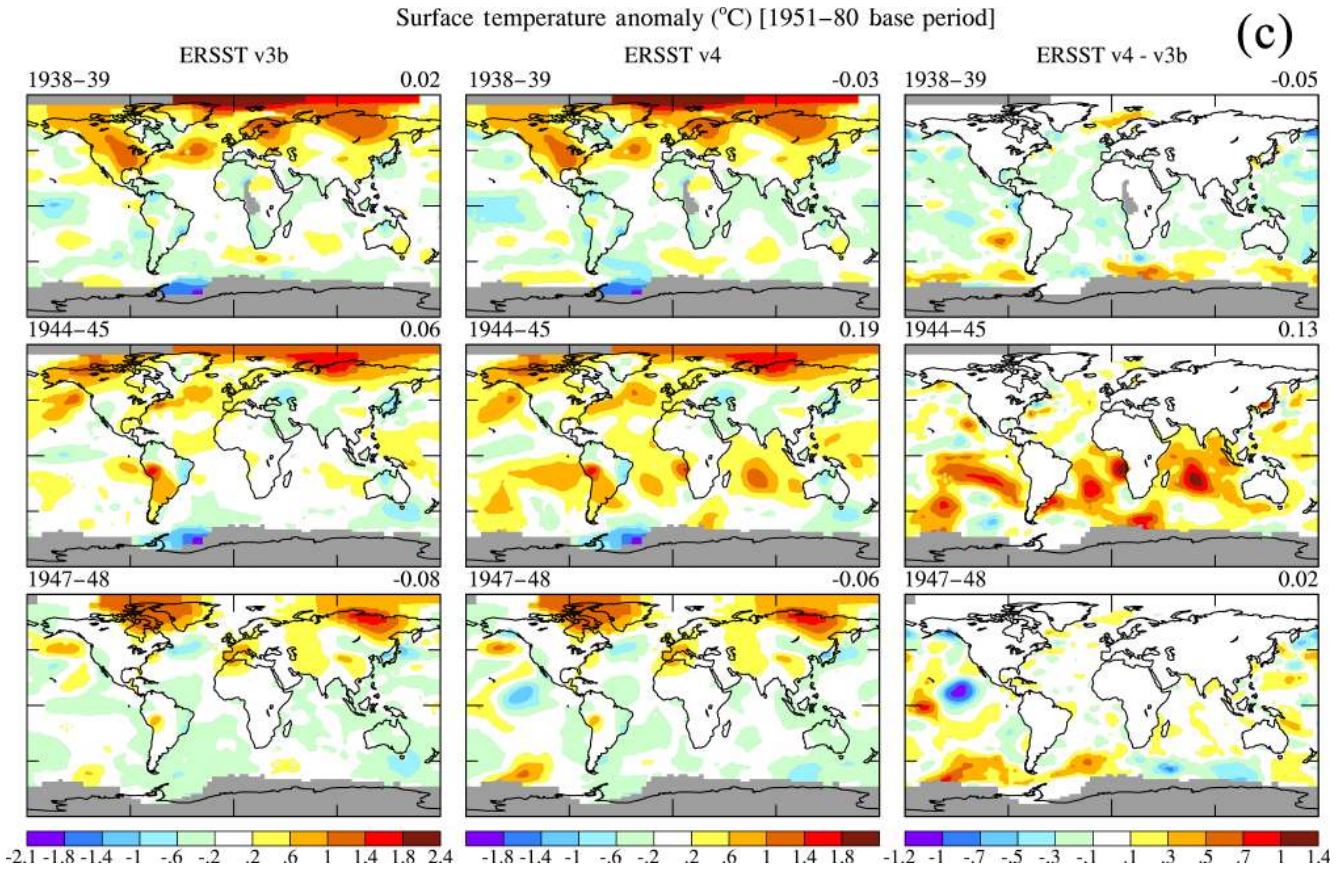 Surface temperature anomaly (°C) [1951−80 base period]
(c)
ERSST v3b ERSST v4 ERSST v4 - v3b
1938−39 0.02 1938−39 -0.03 1938−39 -0.05
1944−45 0.06 1944−45 0.19 1944−45 0.13
1947−48 -0.08 1947−48 -0.06 1947−48 0.02
-2.1 -1.8 -1.4 -1 -.6 -.2 .2 .6 1 1.4 1.8 2.4 -1.8 -1.4 -1 -.6 -.2 .2 .6 1 1.4 1.8 -1.2 -1 -.7 -.5 -.3 -.1 .1 .3 .5 .7 1 1.4